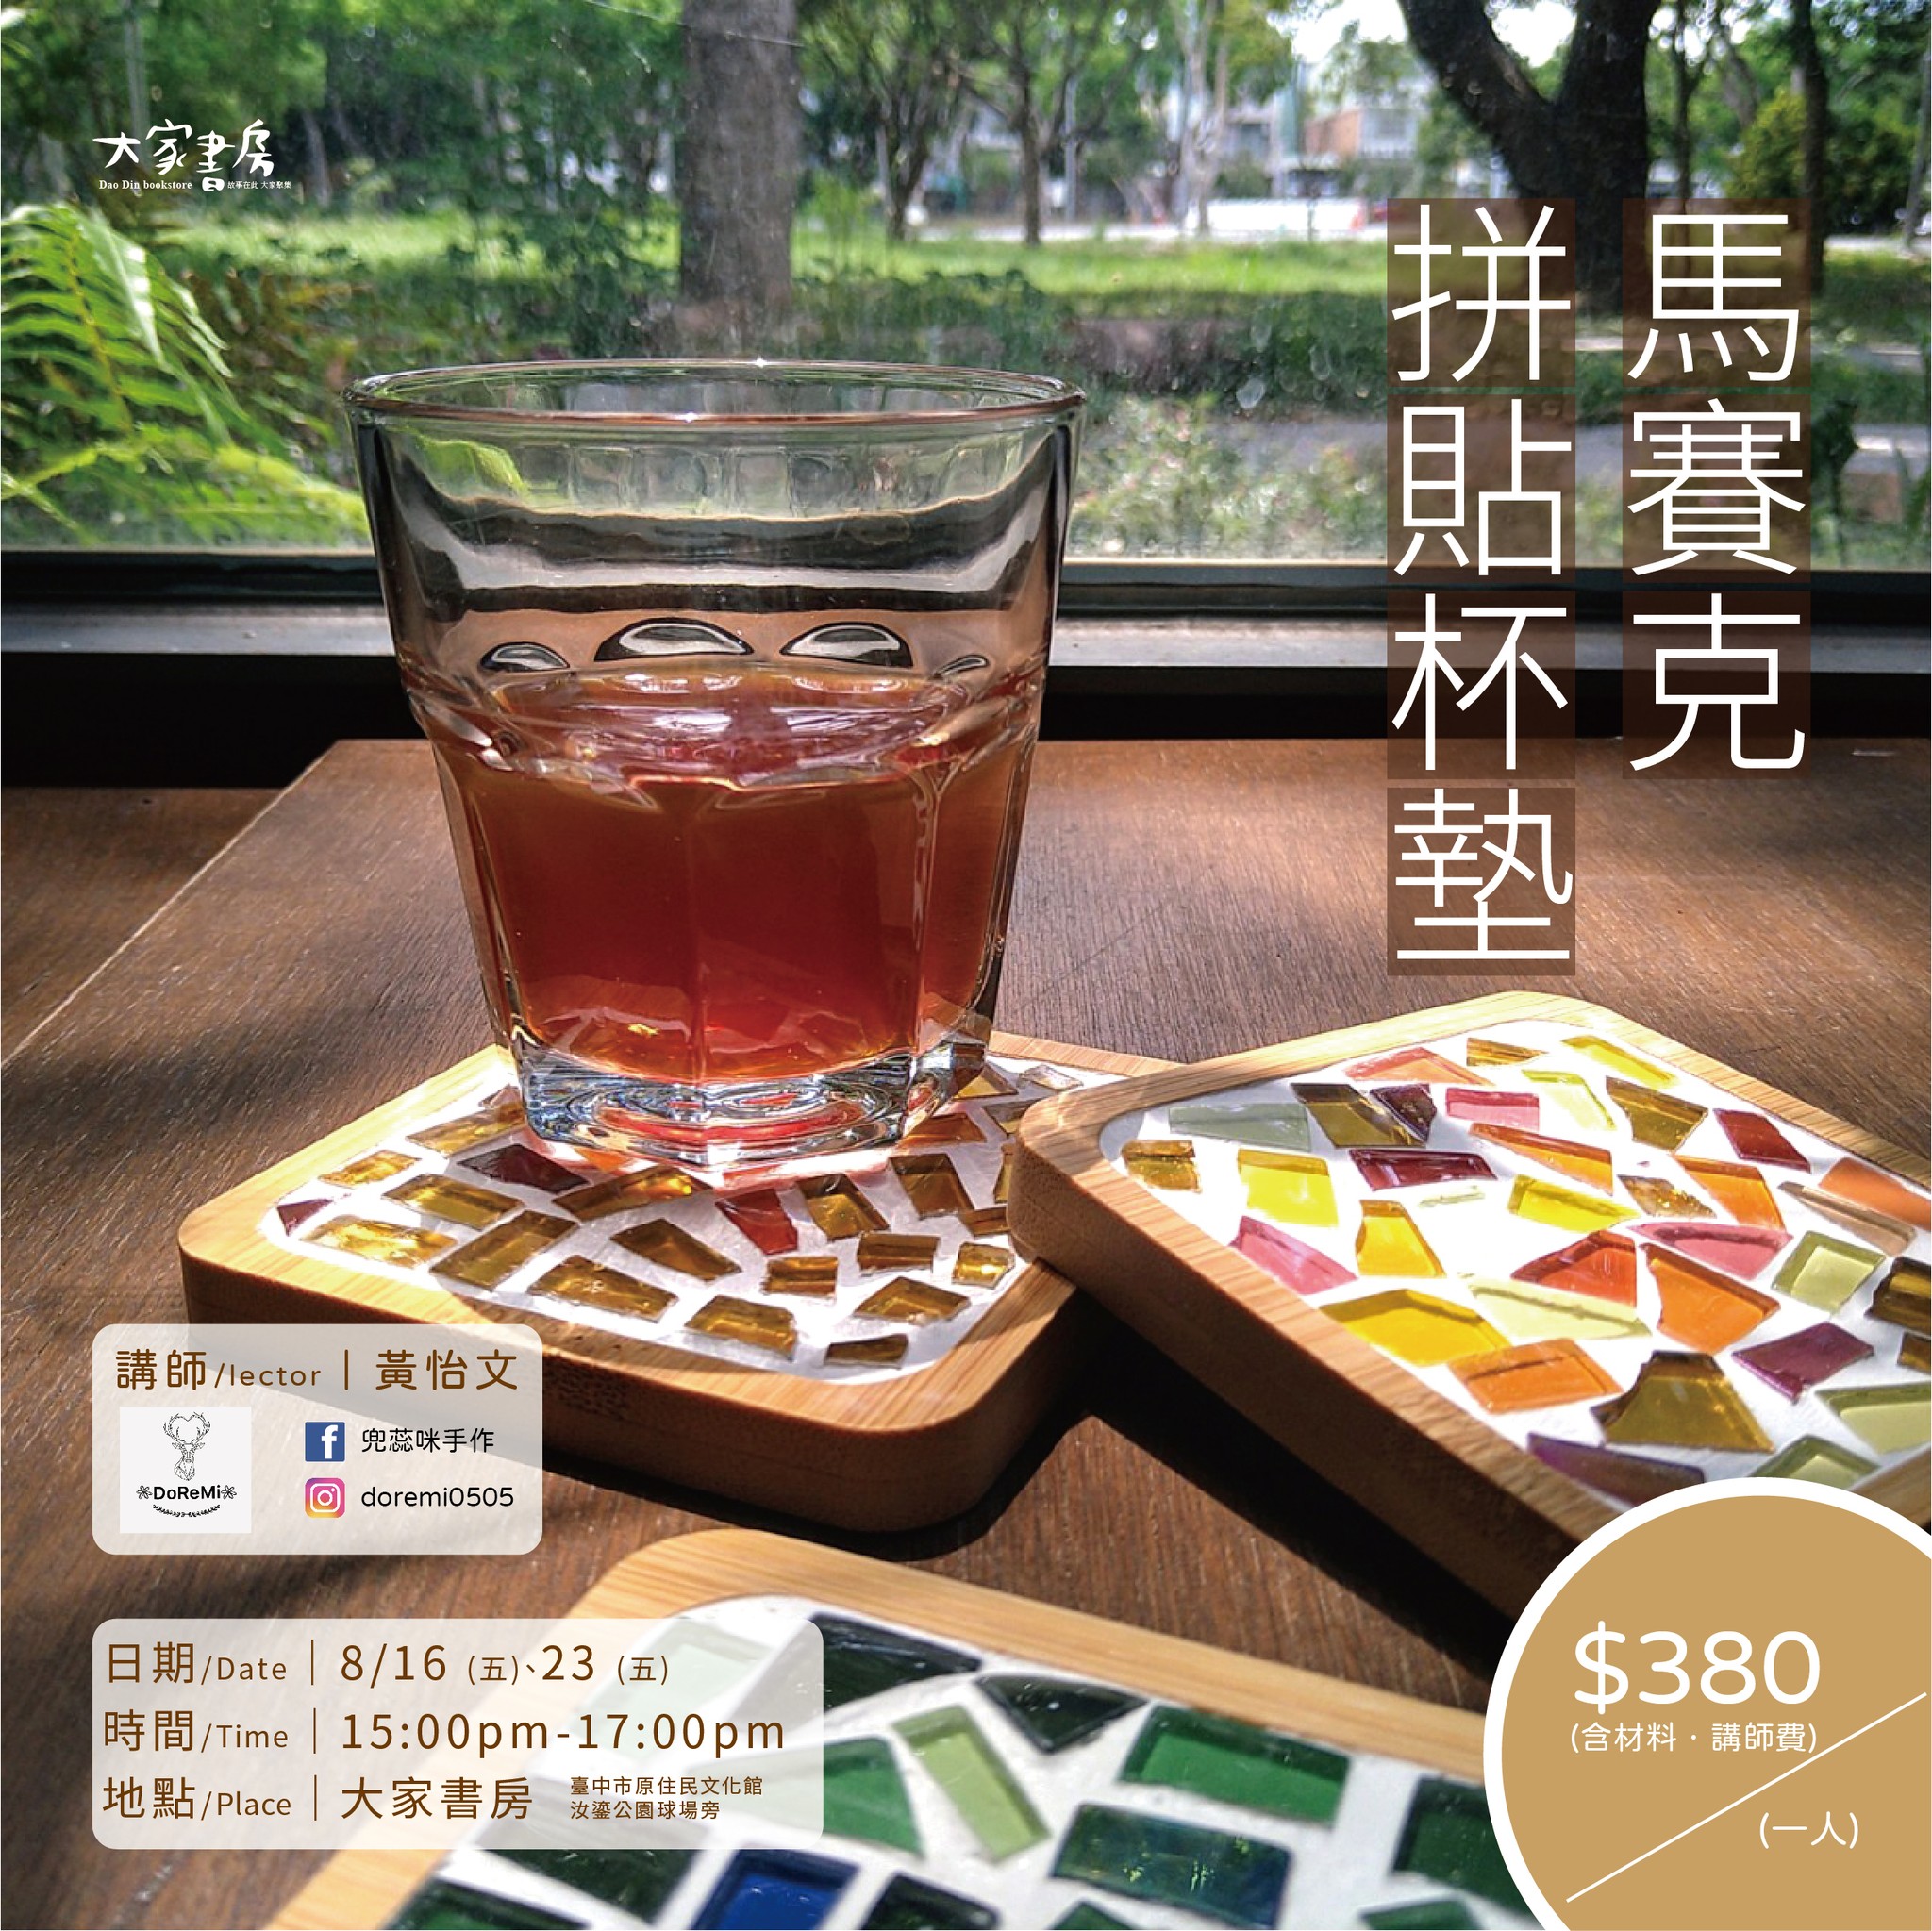 大家書房
Dao Din bookstore 故事在此 大家聚集
馬賽克
拼貼杯墊
講師/lector｜黃怡文
DoReMi
兜蕊咪手作
doremi0505
日期/Date｜8/16 (五)、23 (五)
時間/Time｜15:00pm-17:00pm
地點/Place｜大家書房 臺中市原住民文化館
汝鎏公園球場旁
$380
(含材料・講師費)
(一人)